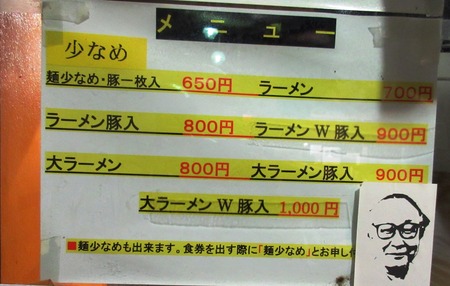 メニュー
少なめ
麺少なめ・豚一枚入 650円 ラーメン 700円
ラーメン豚入 800円 ラーメンW豚入 900円
大ラーメン 800円 大ラーメン豚入 900円
大ラーメンW豚入 1,000円
■麺少なめも出来ます。食券を出す際に「麺少なめ」とお申し